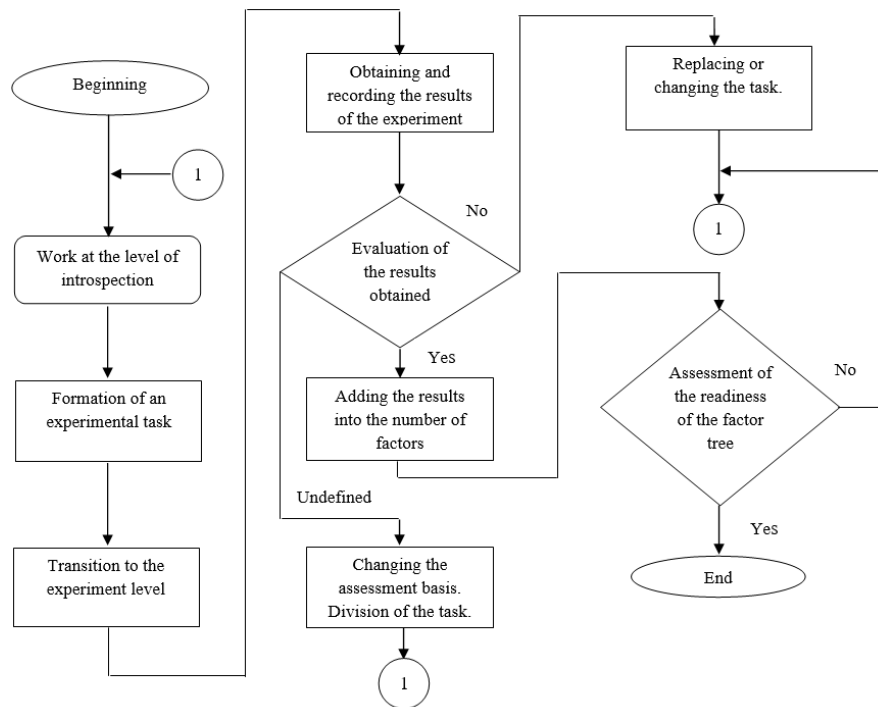 Beginning
1
Work at the level of
introspection
Formation of an
experimental task
Transition to the
experiment level
Obtaining and
recording the results
of the experiment
No
Evaluation of
the results
obtained
Yes
Adding the results
into the number of
factors
Undefined
Changing the
assessment basis.
Division of the task.
1
Replacing or
changing the task.
1
Assessment of
the readiness
of the factor
tree
No
Yes
End